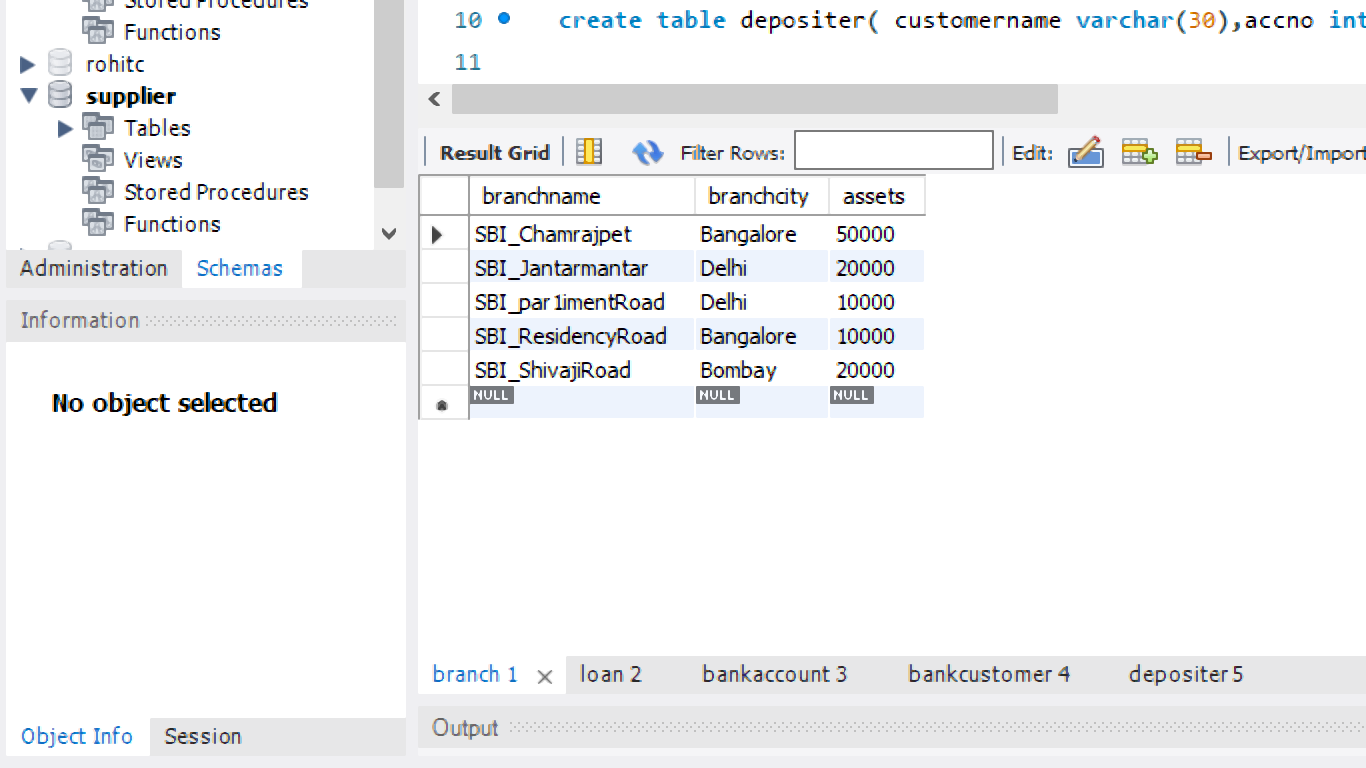 Stored Procedures
Functions
rohitc
supplier
Tables
Views
Stored Procedures
Functions
Administration Schemas
Information
No object selected
Object Info Session
10 create table depositer( customername varchar(30),accno int
11
Result Grid Filter Rows: Edit: Export/Import
branchname branchcity assets
SBI_Chamrajpet Bangalore 50000
SBI_Jantarmantar Delhi 20000
SBI_par1imentRoad Delhi 10000
SBI_ResidencyRoad Bangalore 10000
SBI_ShivajiRoad Bombay 20000
NULL NULL NULL
branch 1 loan 2 bankaccount 3 bankcustomer 4 depositer 5
Output